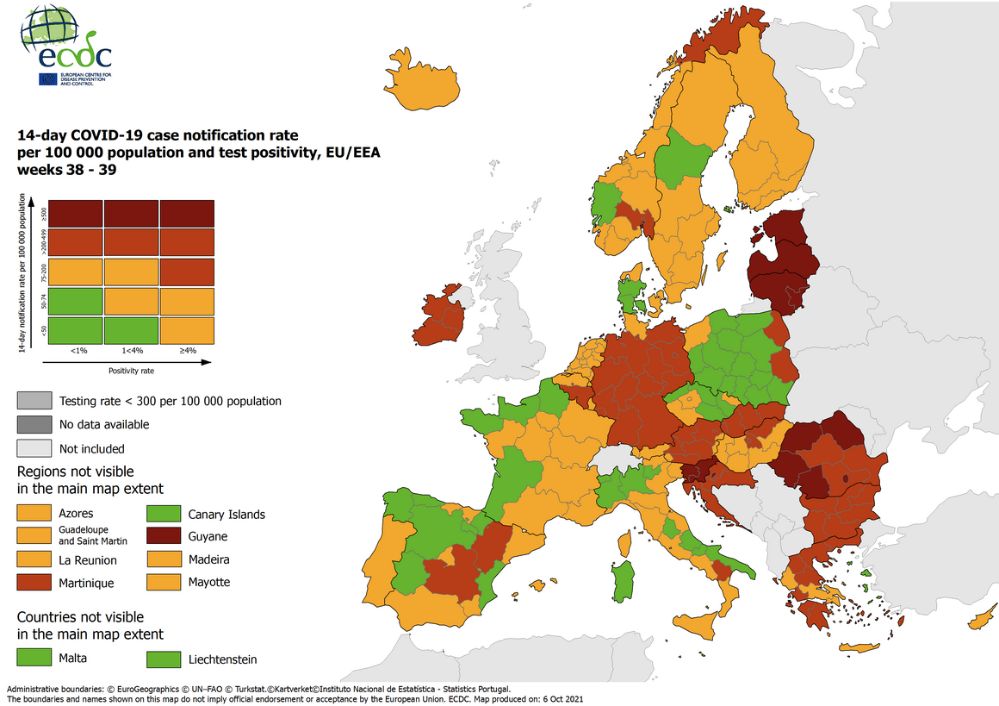 ecdc
EUROPEAN CENTRE FOR
DISEASE PREVENTION
AND CONTROL
14-day COVID-19 case notification rate
per 100 000 population and test positivity, EU/EEA
weeks 38 - 39
14-day notification rate per 100 000 population
≥500
>200-499
75-200
50-74
<50
<1%
1<4%
≥4%
Positivity rate
Testing rate < 300 per 100 000 population
No data available
Not included
Regions not visible
in the main map extent
Azores
Canary Islands
Guadeloupe
and Saint Martin
Guyane
La Reunion
Madeira
Martinique
Mayotte
Countries not visible
in the main map extent
Malta
Liechtenstein
Administrative boundaries: © EuroGeographics © UN–FAO © Turkstat.©Kartverket©Instituto Nacional de Estatística - Statistics Portugal.
The boundaries and names shown on this map do not imply official endorsement or acceptance by the European Union. ECDC. Map produced on: 6 Oct 2021